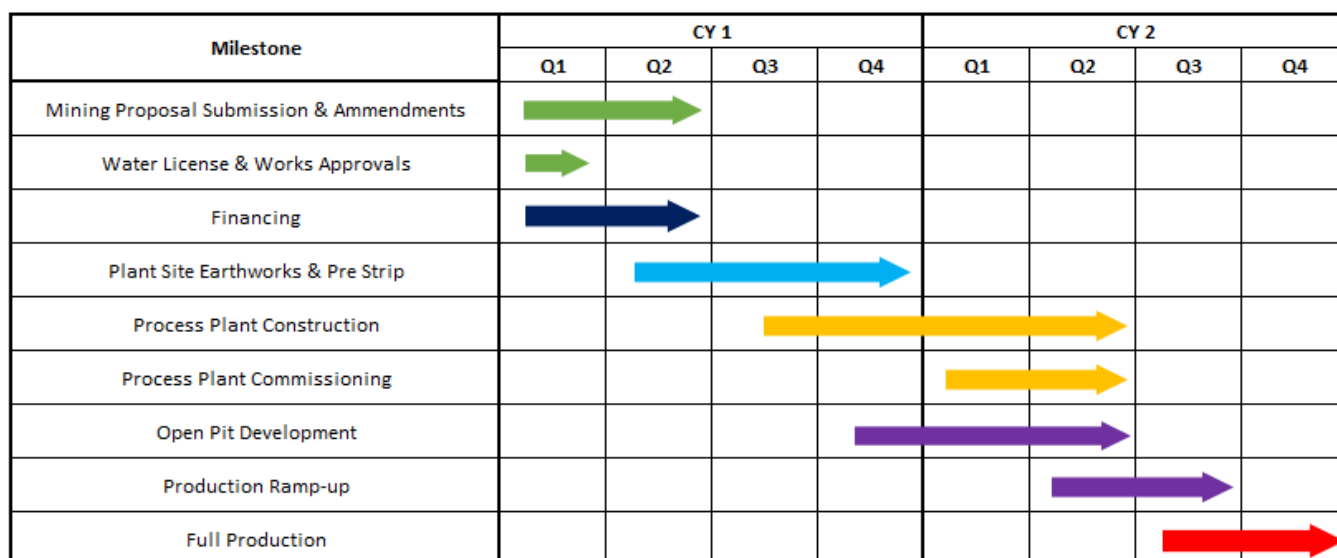 Milestone
CY 1
CY 2
Q1 Q2 Q3 Q4 Q1 Q2 Q3 Q4
Mining Proposal Submission & Ammendments
Water License & Works Approvals
Financing
Plant Site Earthworks & Pre Strip
Process Plant Construction
Process Plant Commissioning
Open Pit Development
Production Ramp-up
Full Production